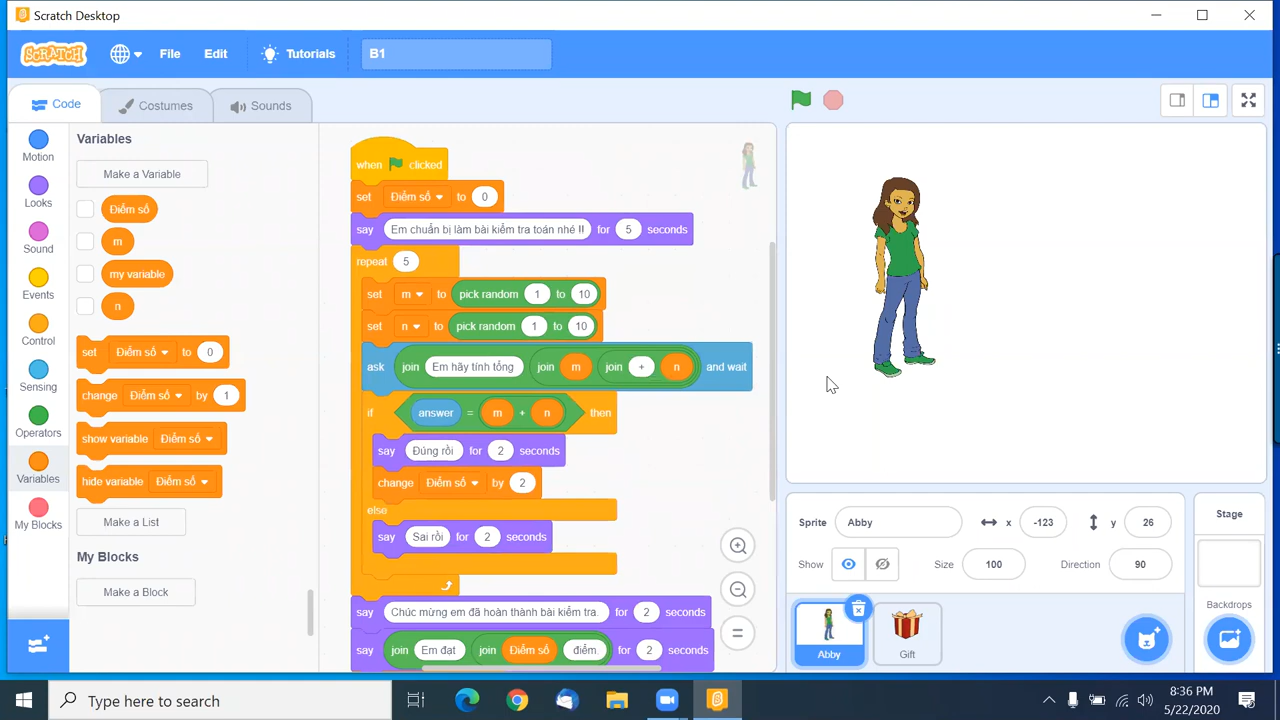 Scratch Desktop
SCRATCH File Edit Tutorials B1
Code Costumes Sounds
Motion
Looks
Sound
Events
Control
Sensing
Operators
Variables
My Blocks
Variables
Make a Variable
Điểm số
m
my variable
n
set Điểm số to 0
change Điểm số by 1
show variable Điểm số
hide variable Điểm số
Make a List
My Blocks
Make a Block
when clicked
set Điểm số to 0
say Em chuẩn bị làm bài kiểm tra toán nhé !! for 5 seconds
repeat 5
set m to pick random 1 to 10
set n to pick random 1 to 10
ask join Em hãy tính tổng join m join + n and wait
if answer = m + n then
say Đúng rồi for 2 seconds
change Điểm số by 2
else
say Sai rồi for 2 seconds
say Chúc mừng em đã hoàn thành bài kiểm tra. for 2 seconds
say join Em đạt join Điểm số điểm. for 2 seconds
Sprite Abby x -123 y 26
Show Size 100 Direction 90
Abby
Gift
Stage
Backdrops
Type here to search
8:36 PM
5/22/2020